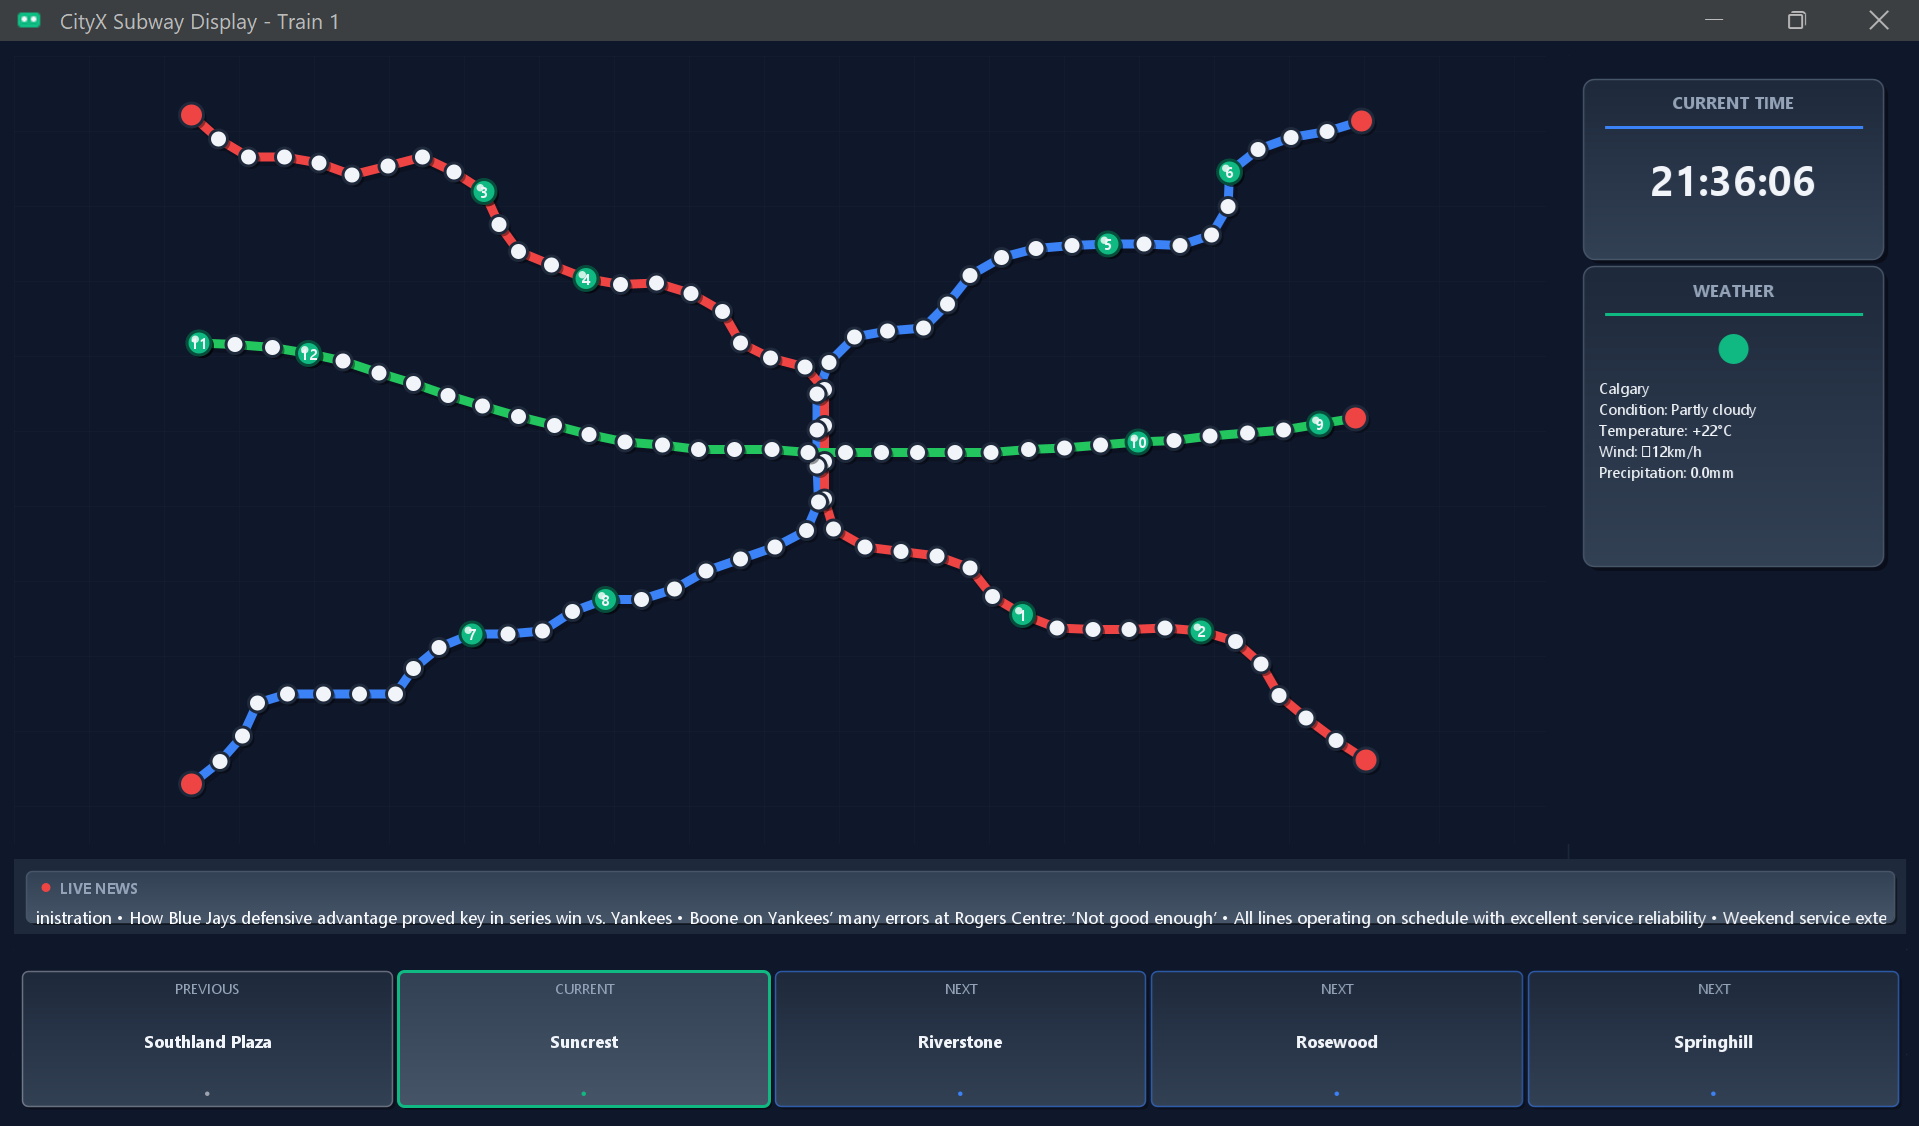 CityX Subway Display - Train 1
CURRENT TIME
21:36:06
WEATHER
Calgary
Condition: Partly cloudy
Temperature: +22°C
Wind: 12km/h
Precipitation: 0.0mm
6
3
5
4
11
12
9
10
8
1
7
2
LIVE NEWS
inistration • How Blue Jays defensive advantage proved key in series win vs. Yankees • Boone on Yankees’ many errors at Rogers Centre: ‘Not good enough’ • All lines operating on schedule with excellent service reliability • Weekend service exte
PREVIOUS
Southland Plaza
CURRENT
Suncrest
NEXT
Riverstone
NEXT
Rosewood
NEXT
Springhill